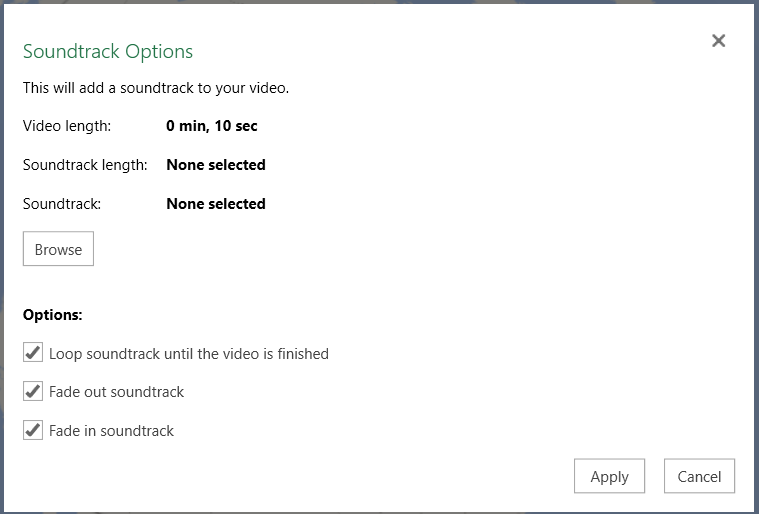 Soundtrack Options
This will add a soundtrack to your video.
Video length: 0 min, 10 sec
Soundtrack length: None selected
Soundtrack: None selected
Browse
Options:
Loop soundtrack until the video is finished
Fade out soundtrack
Fade in soundtrack
Apply Cancel